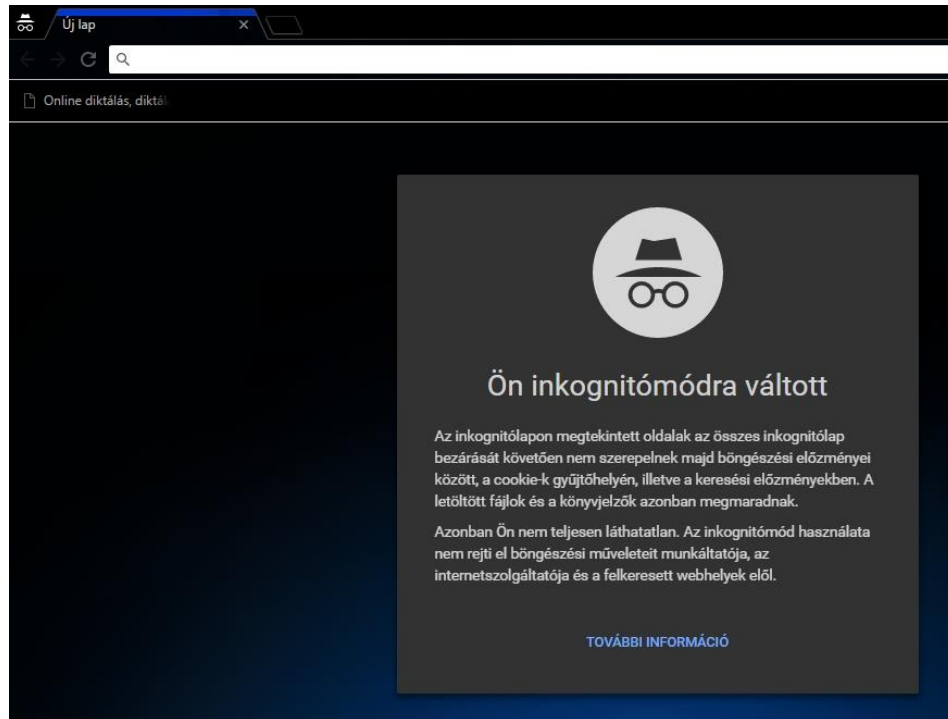 Új lap
Online diktálás, diktál
Ön inkognitómódra váltott
Az inkognitólapon megtekintett oldalak az összes inkognitólap
bezárását követően nem szerepelnek majd böngészési előzményei
között, a cookie-k gyűjtőhelyén, illetve a keresési előzményekben. A
letöltött fájlok és a könyvjelzők azonban megmaradnak.
Azonban Ön nem teljesen láthatatlan. Az inkognitómód használata
nem rejti el böngészési műveleteit munkáltatója, az
internetszolgáltatója és a felkeresett webhelyek elől.
TOVÁBBI INFORMÁCIÓ